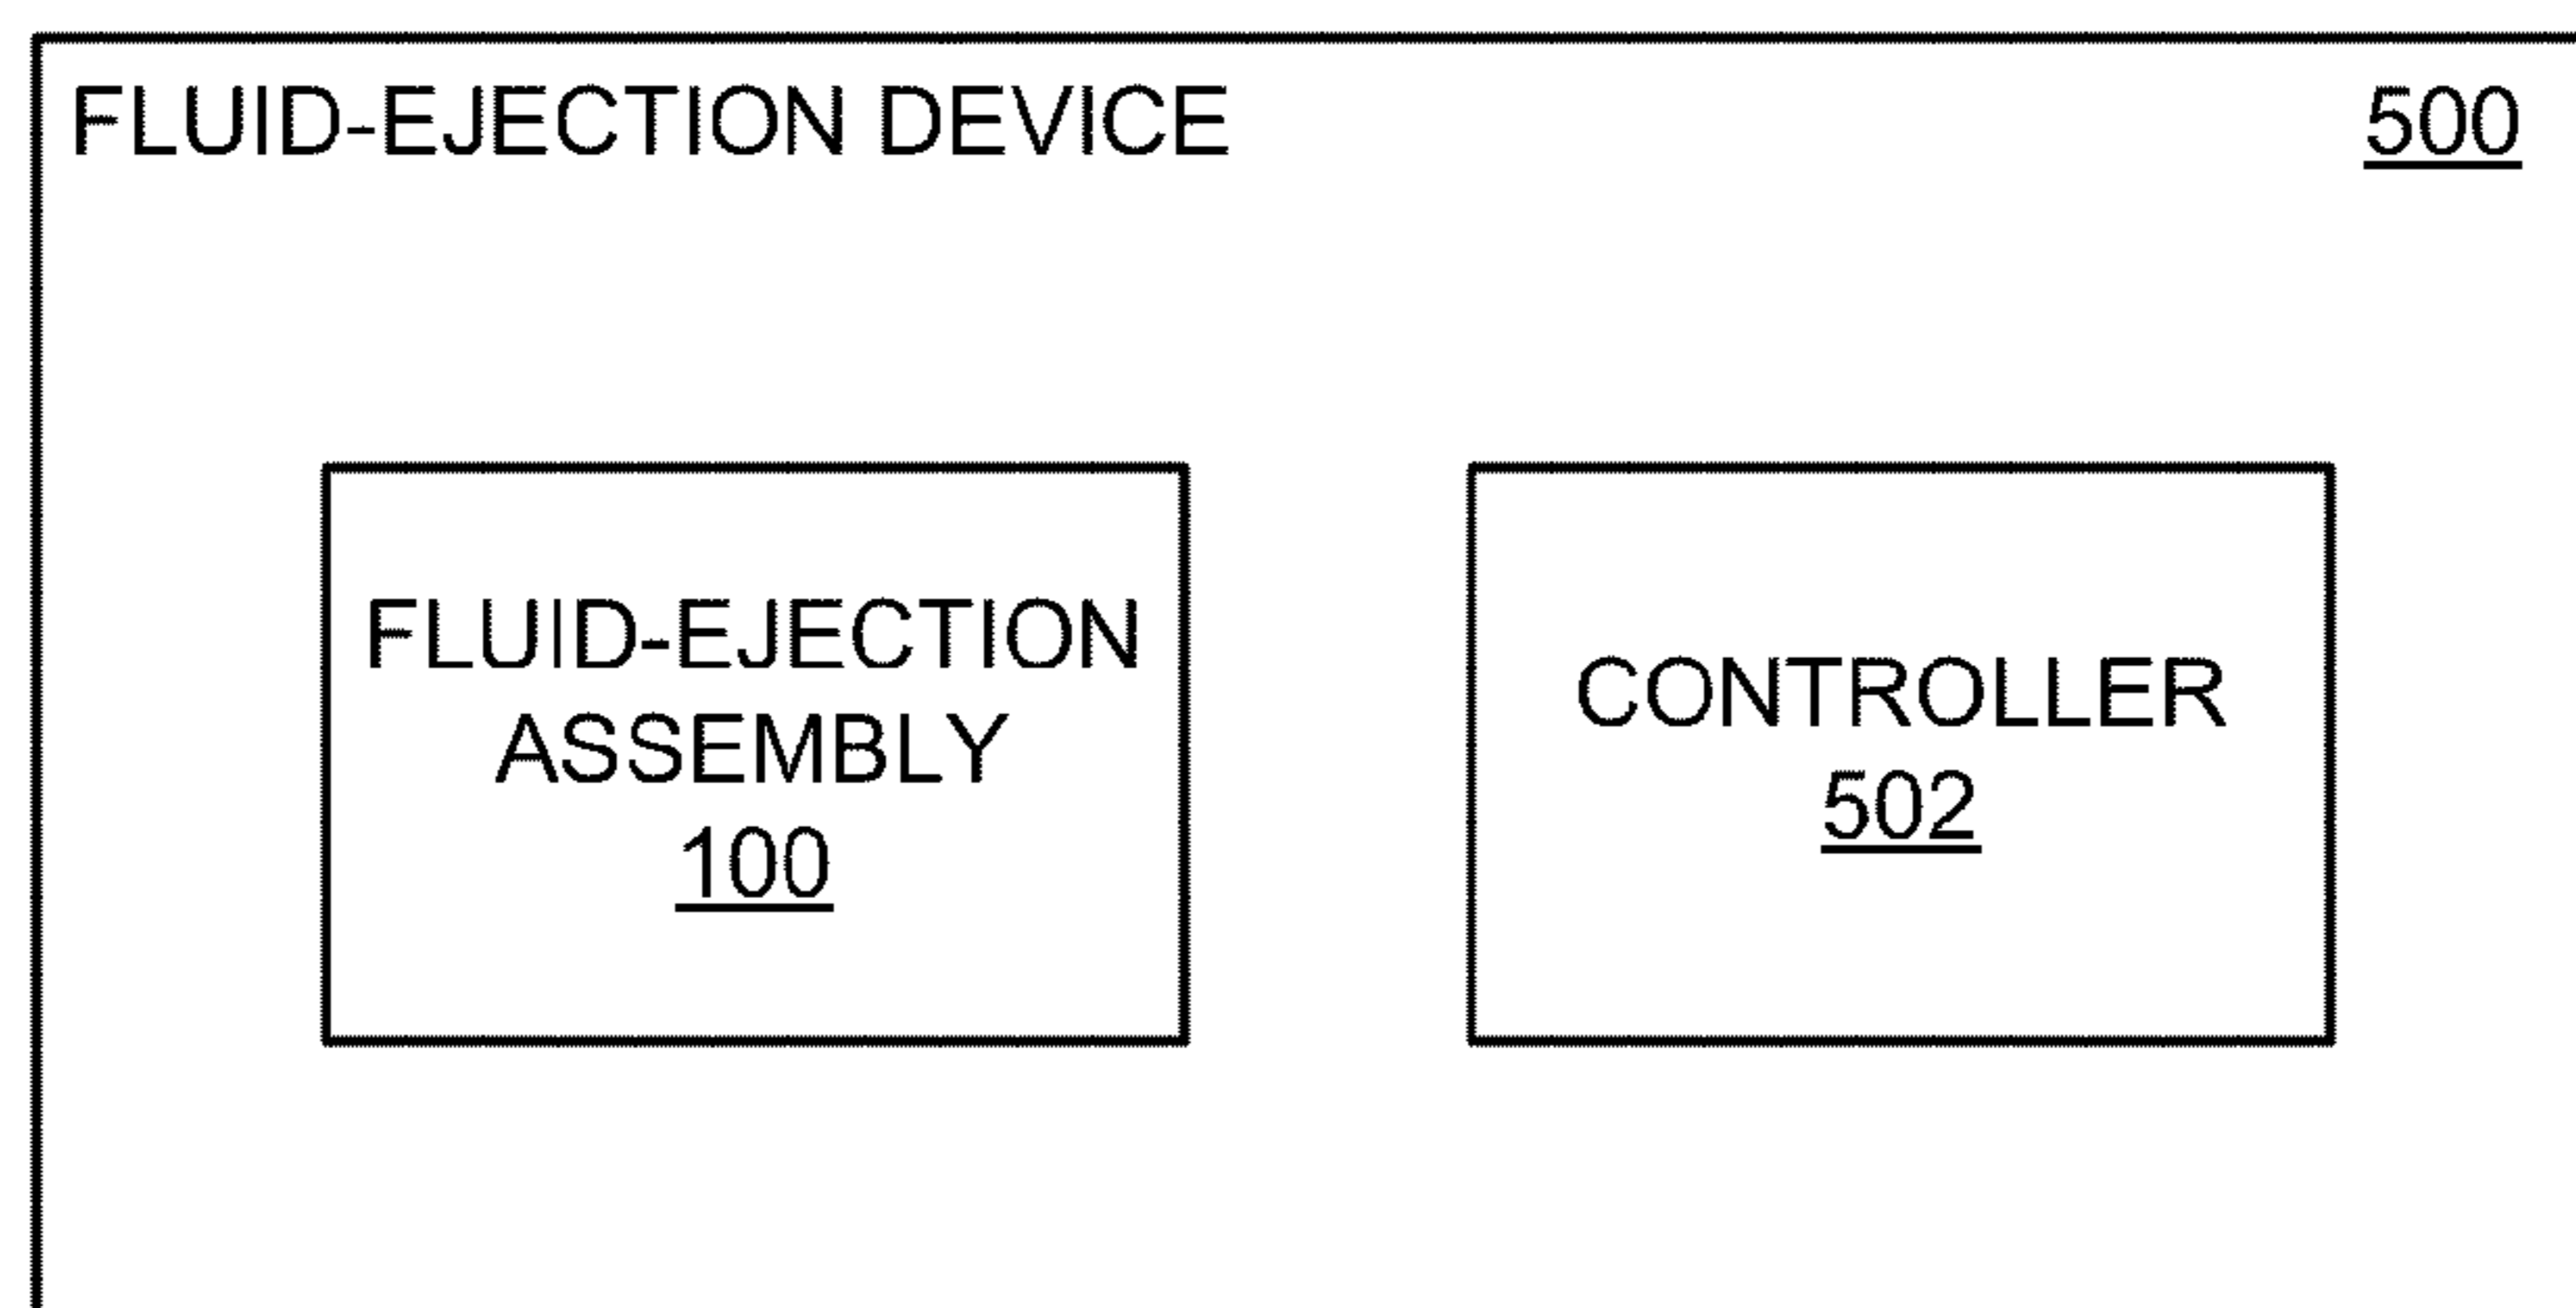 FLUID-EJECTION DEVICE 500
FLUID-EJECTION
ASSEMBLY
100
CONTROLLER
502